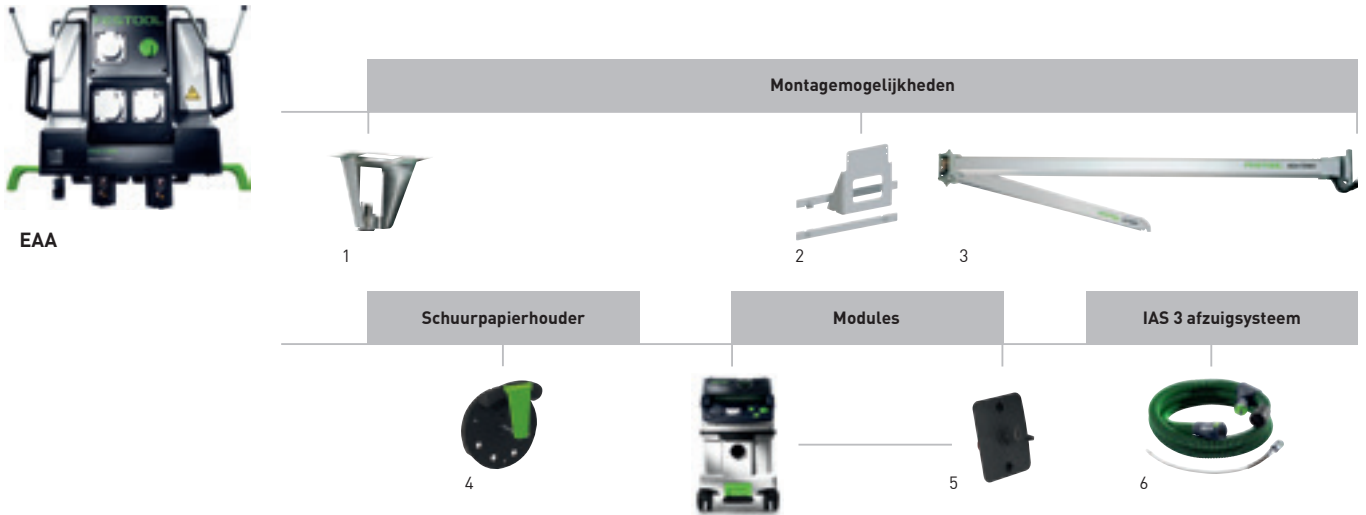 FESTOOL
Montagemogelijkheden
EAA
1
2
3
Schuurpapierhouder
Modules
IAS 3 afzuigsysteem
4
5
6